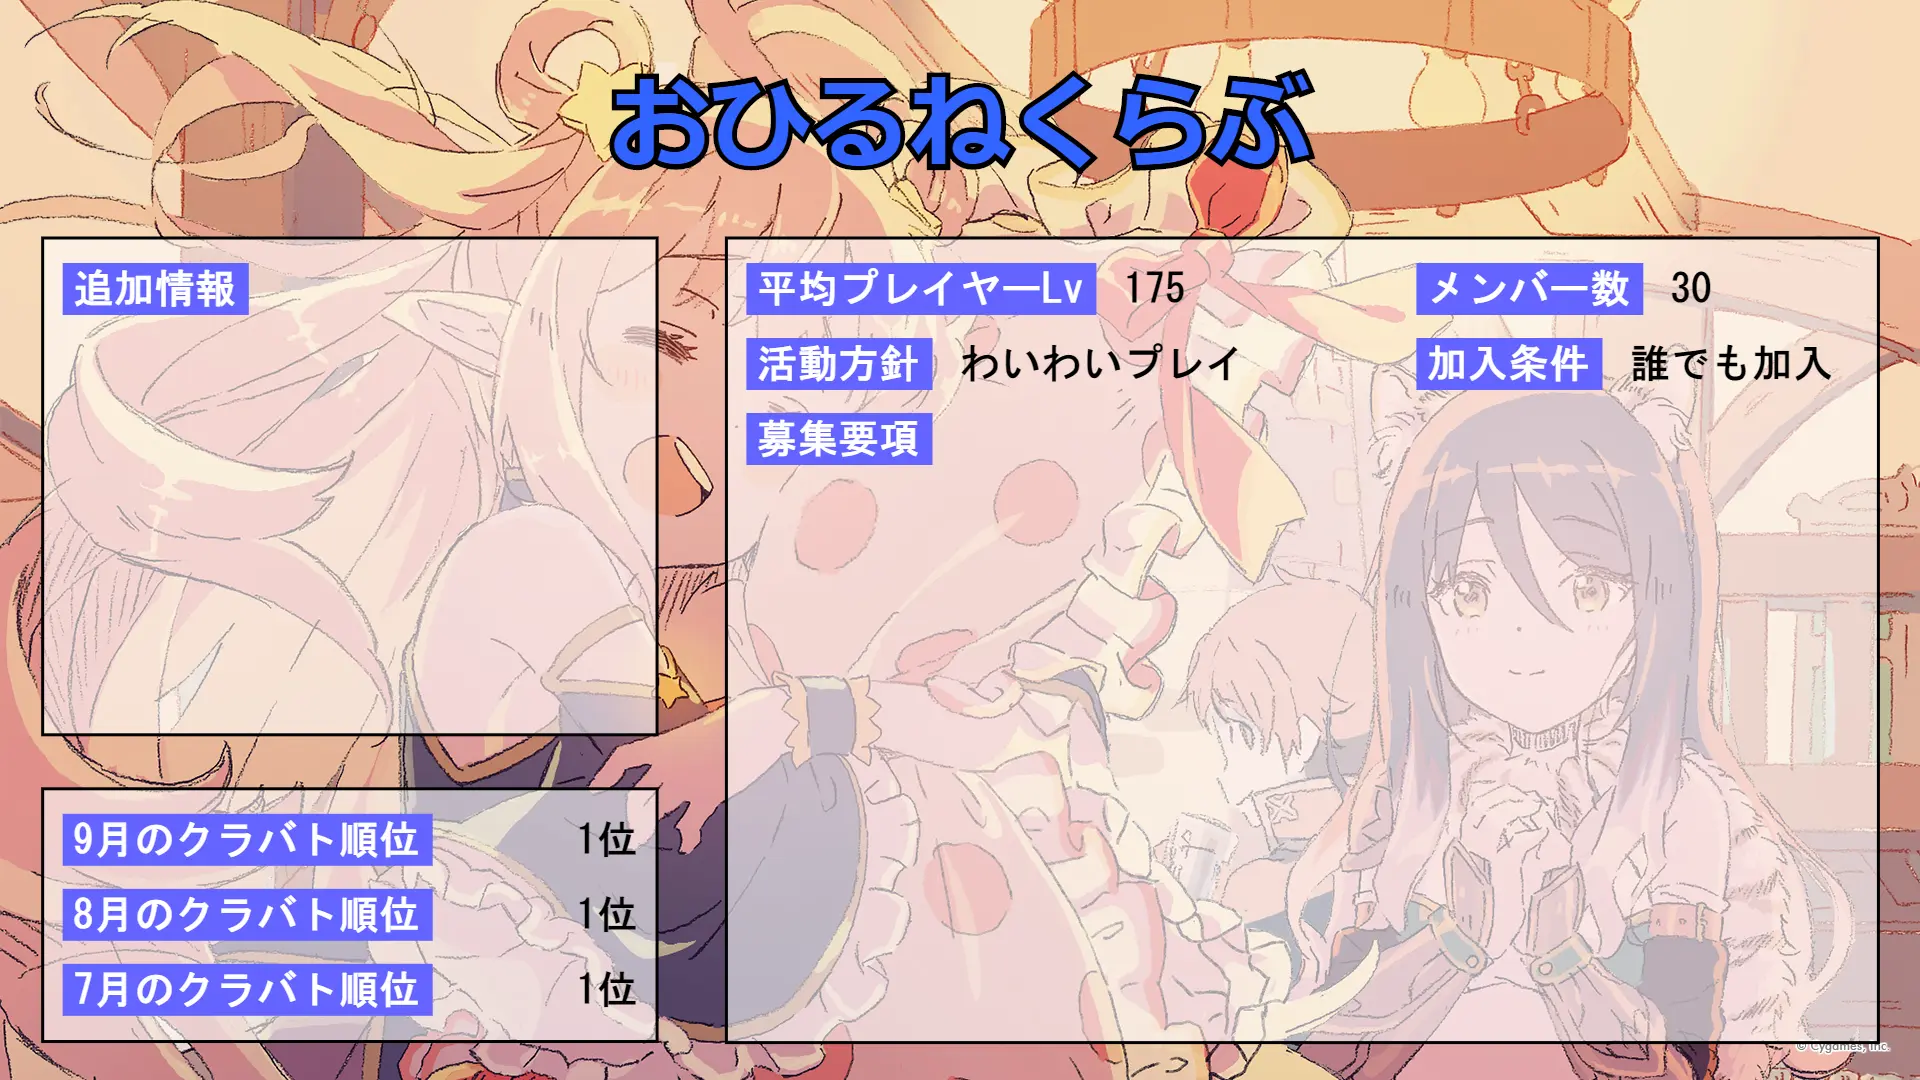 おひるねくらぶ
追加情報
平均プレイヤーLv 175
メンバー数 30
活動方針 わいわいプレイ
加入条件 誰でも加入
募集要項
9月のクラバト順位 1位
8月のクラバト順位 1位
7月のクラバト順位 1位
© Cygames, Inc.